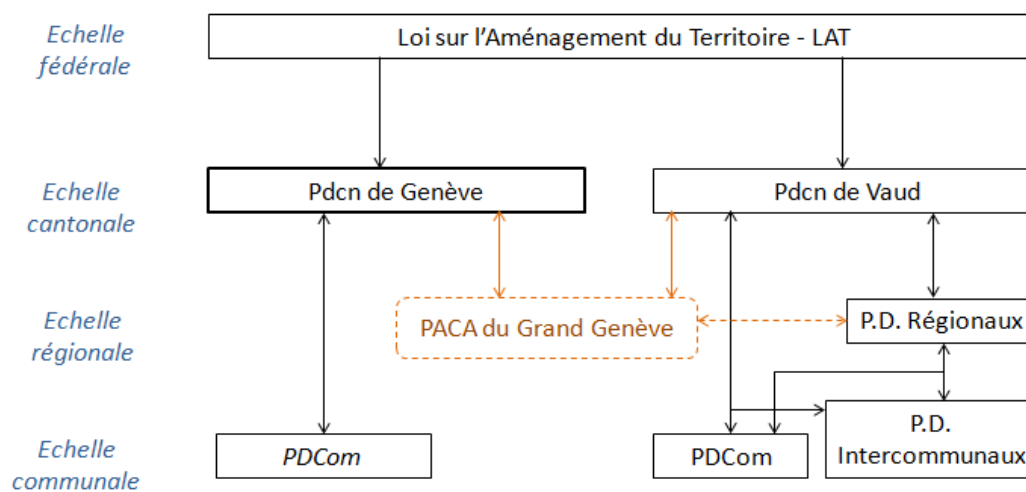 Echelle
fédérale
Loi sur l'Aménagement du Territoire - LAT
Echelle
cantonale
Pdcn de Genève
Pdcn de Vaud
Echelle
régionale
PACA du Grand Genève
P.D. Régionaux
Echelle
communale
PDCom
PDCom
P.D.
Intercommunaux